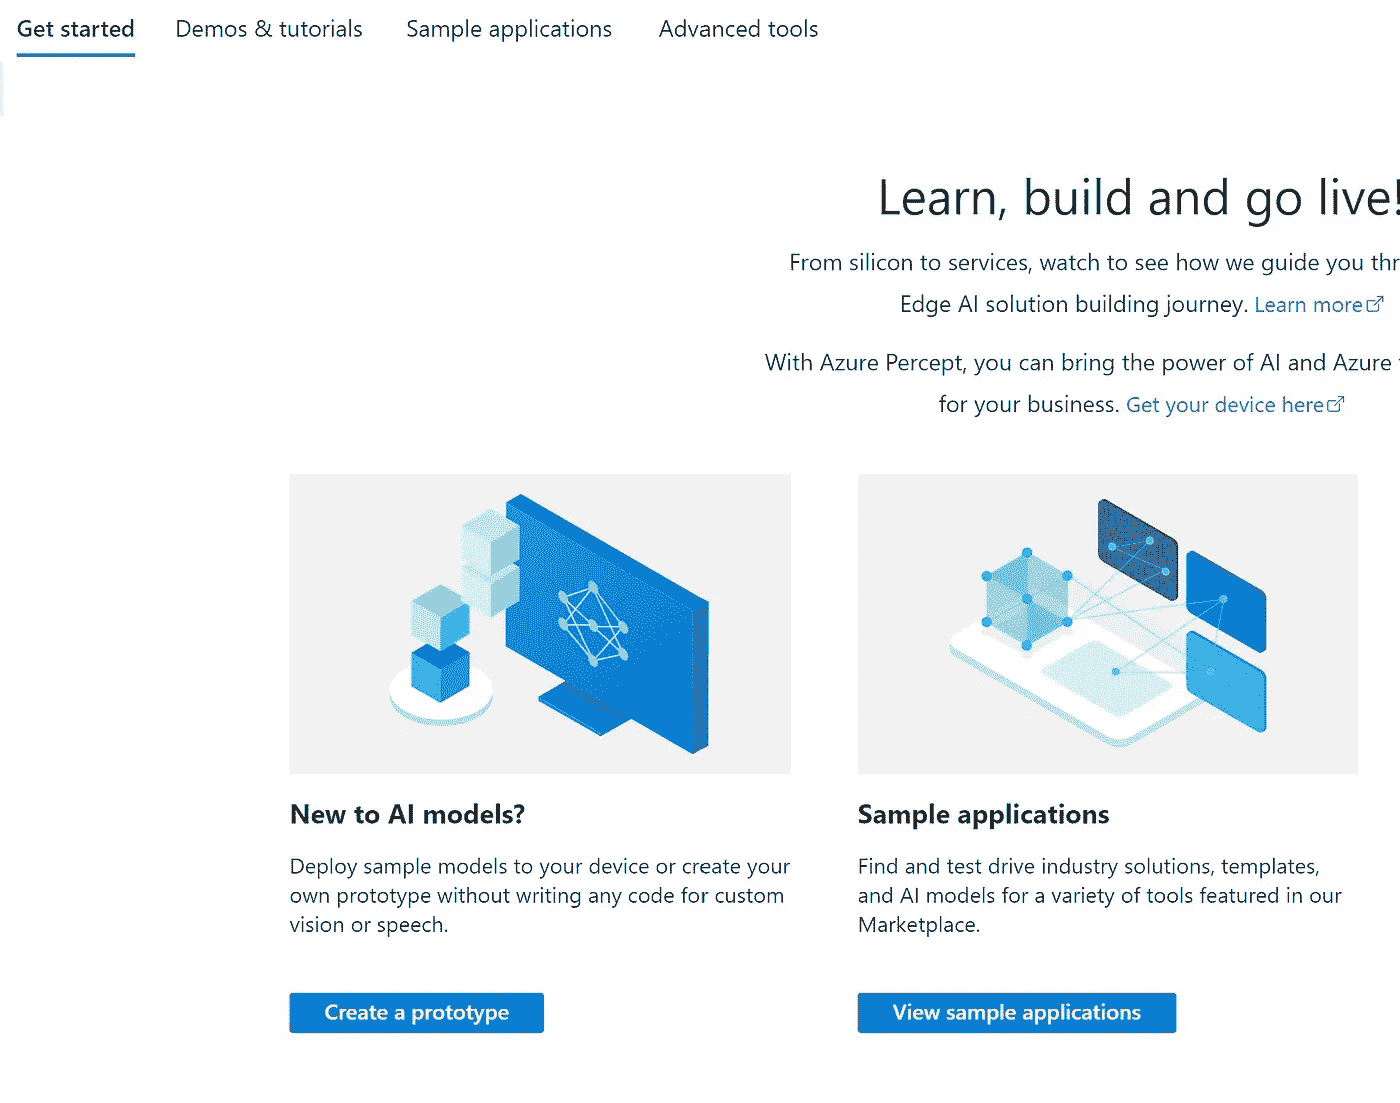 Get started Demos & tutorials Sample applications Advanced tools
Learn, build and go live!
From silicon to services, watch to see how we guide you thr
Edge AI solution building journey. Learn more
With Azure Percept, you can bring the power of AI and Azure
for your business. Get your device here
New to AI models?
Deploy sample models to your device or create your
own prototype without writing any code for custom
vision or speech.
Create a prototype
Sample applications
Find and test drive industry solutions, templates,
and AI models for a variety of tools featured in our
Marketplace.
View sample applications